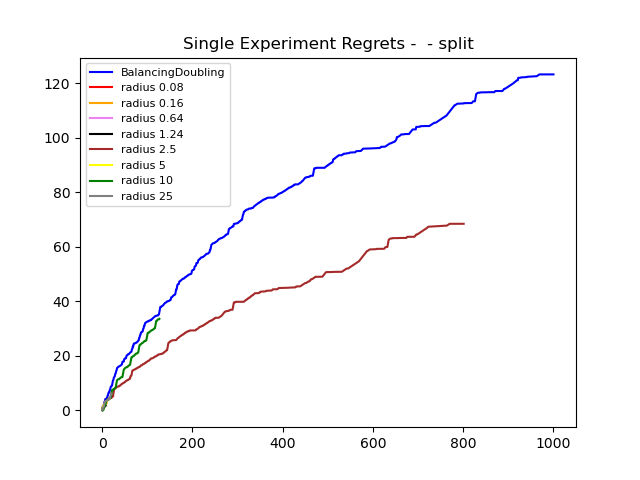 Single Experiment Regrets -  - split
BalancingDoubling
radius 0.08
radius 0.16
radius 0.64
radius 1.24
radius 2.5
radius 5
radius 10
radius 25
120
100
80
60
40
20
0
0 200 400 600 800 1000